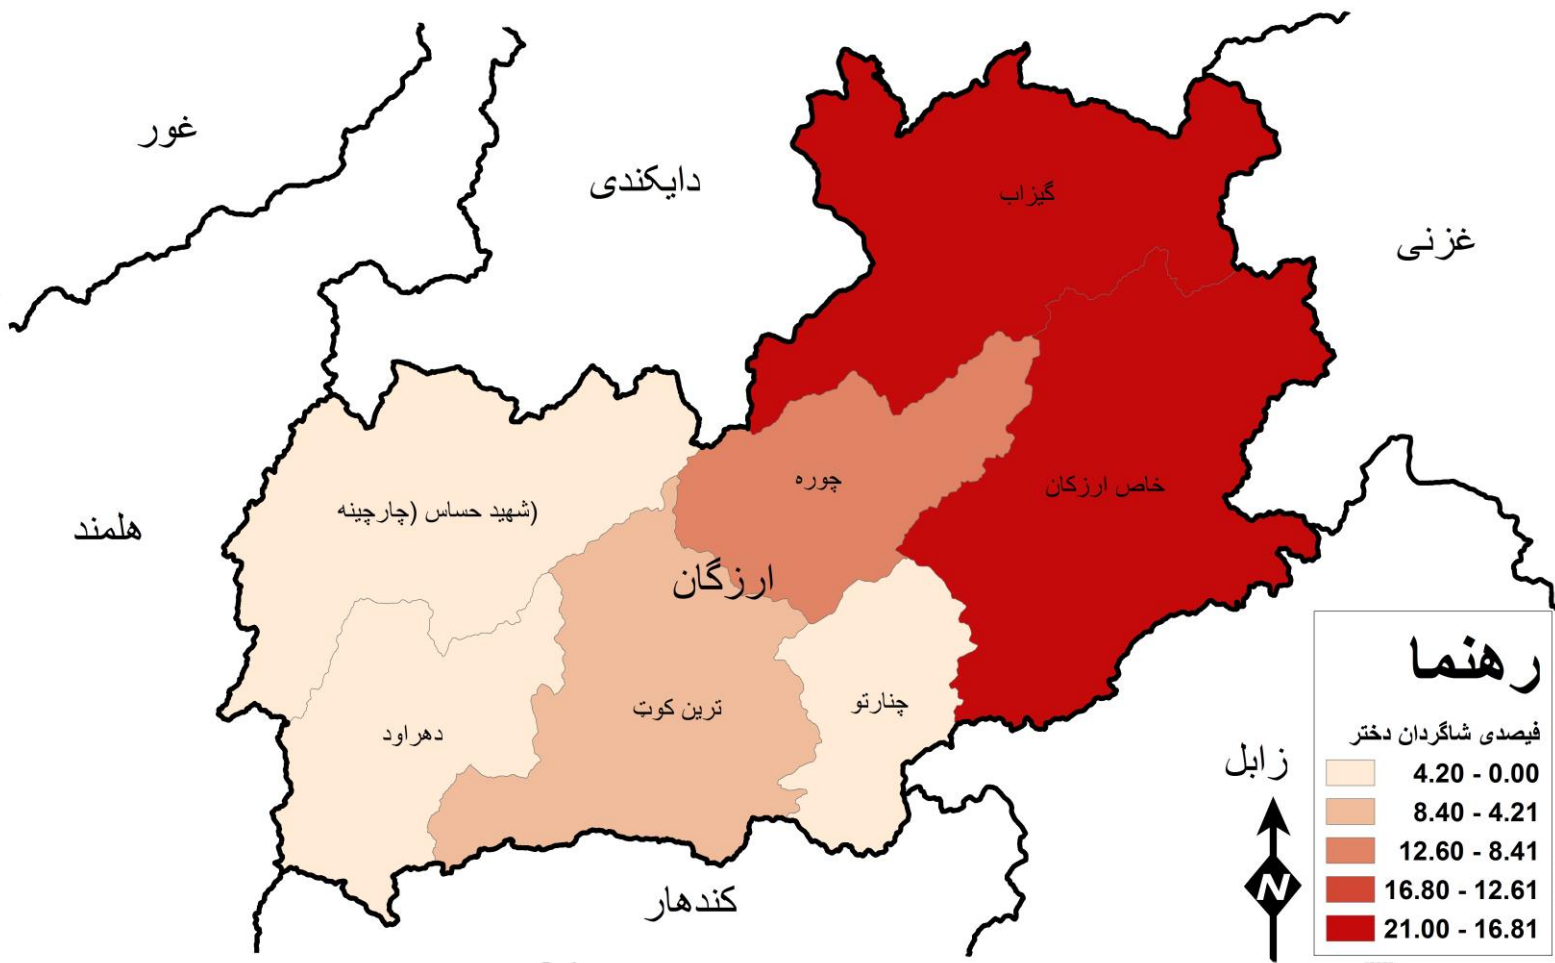 غور
دایکندی
گیزاب
غزنی
چوره
خاص ارزکان
(شهید حساس (چارچینه
هلمند
ارزگان
چنارتو
ترین کوټ
دهراود
زابل
کندهار
N
رهنما
فیصدی شاگردان دختر
4.20 - 0.00
8.40 - 4.21
12.60 - 8.41
16.80 - 12.61
21.00 - 16.81